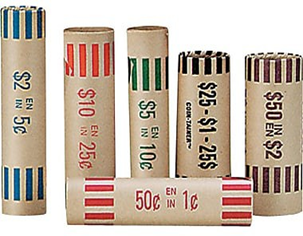 $2 EN IN 5¢
$10 EN IN 25¢
$5 EN IN 10¢
COIN-TAINER™
$25-$1-25$
$50 EN IN $2
50¢ EN IN 1¢